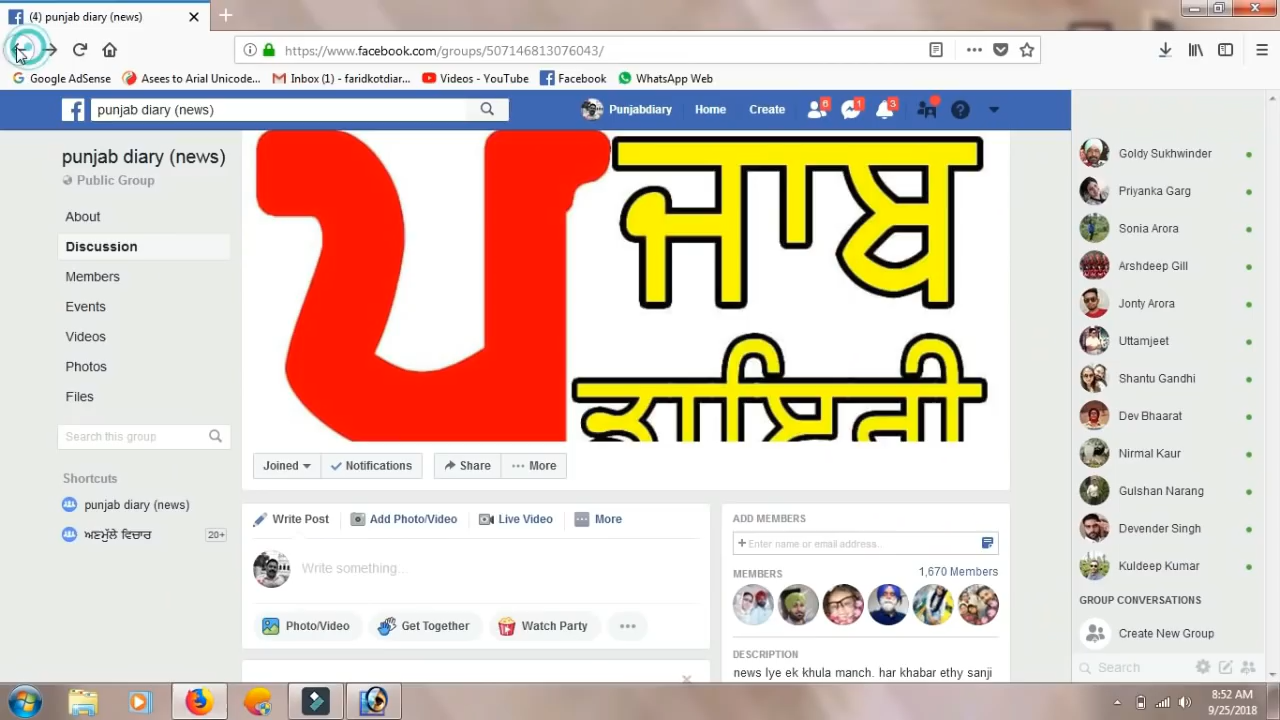 (4) punjab diary (news)
https://www.facebook.com/groups/507146813076043/
Google AdSense
Asees to Arial Unicode...
Inbox (1) - faridkotdiar...
Videos - YouTube
Facebook
WhatsApp Web
punjab diary (news)
Punjabdiary
Home
Create
6
1
3
punjab diary (news)
Public Group
About
Discussion
Members
Events
Videos
Photos
Files
Search this group
Shortcuts
punjab diary (news)
ਅਣਮੁੱਲੇ ਵਿਚਾਰ
20+
ਪੰਜਾਬ
ਡਾਇਰੀ
Joined
Notifications
Share
More
Write Post
Add Photo/Video
Live Video
More
Write something...
Photo/Video
Get Together
Watch Party
ADD MEMBERS
+ Enter name or email address..
MEMBERS
1,670 Members
DESCRIPTION
news lye ek khula manch. har khabar ethy sanji
Goldy Sukhwinder
Priyanka Garg
Sonia Arora
Arshdeep Gill
Jonty Arora
Uttamjeet
Shantu Gandhi
Dev Bhaarat
Nirmal Kaur
Gulshan Narang
Devender Singh
Kuldeep Kumar
GROUP CONVERSATIONS
Create New Group
Search
8:52 AM
9/25/2018